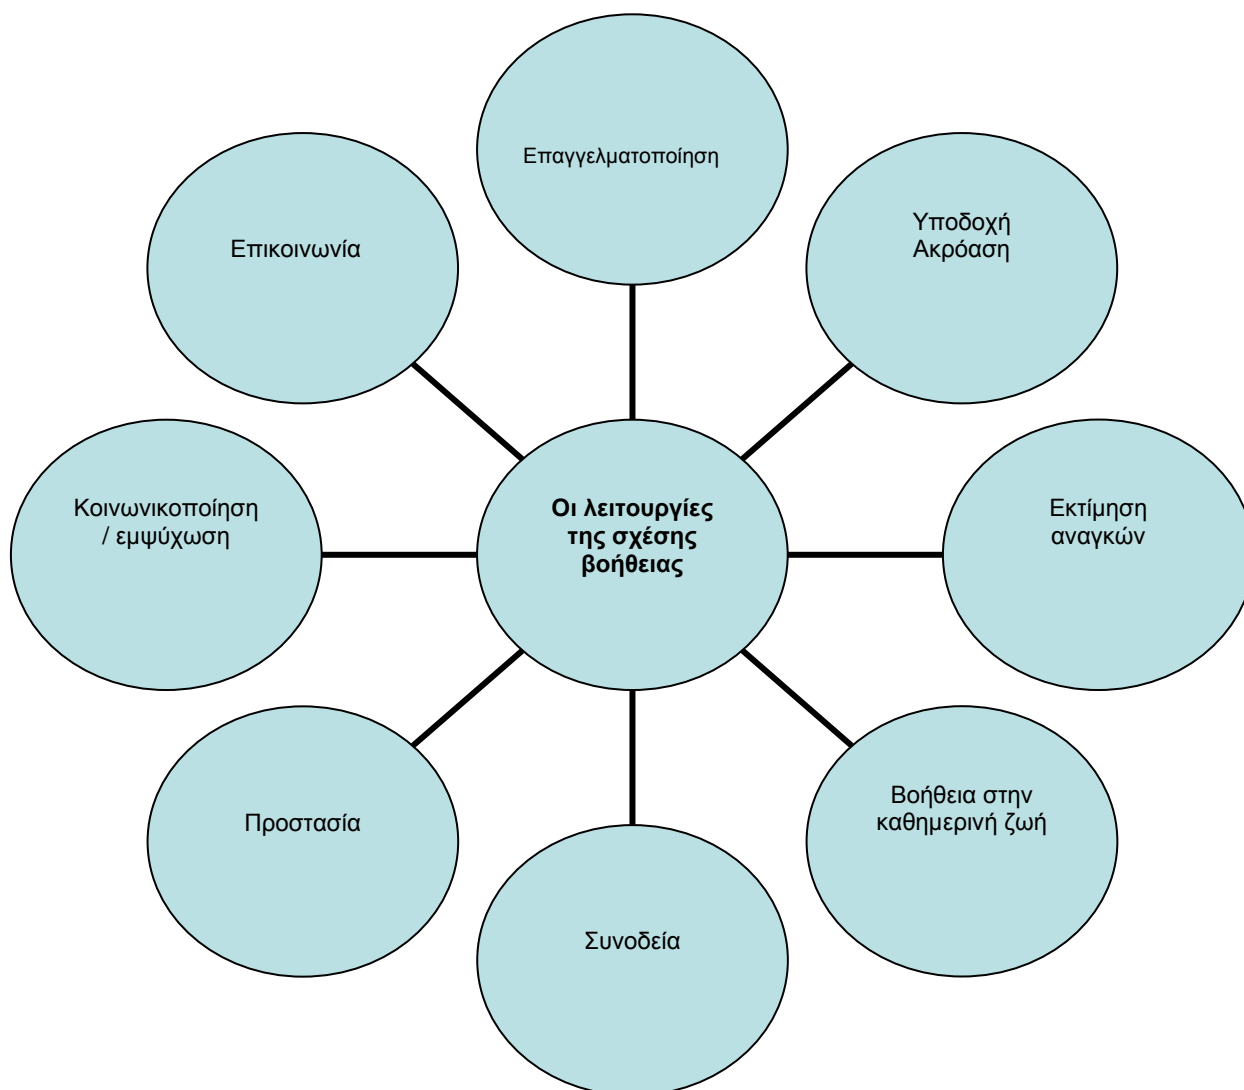 Επαγγελματοποίηση
Υποδοχή
Ακρόαση
Επικοινωνία
Κοινωνικοποίηση
/ εμψύχωση
Οι λειτουργίες
της σχέσης
βοήθειας
Εκτίμηση
αναγκών
Προστασία
Βοήθεια στην
καθημερινή ζωή
Συνοδεία